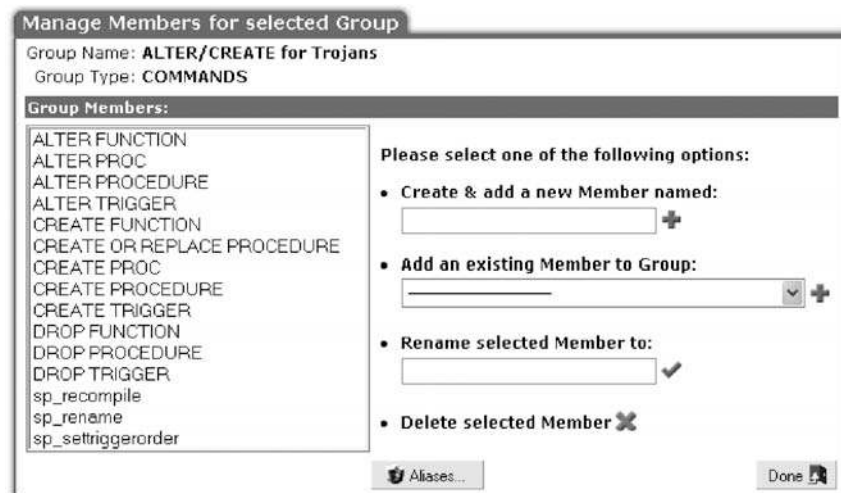 Manage Members for selected Group
Group Name: ALTER/CREATE for Trojans
Group Type: COMMANDS
Group Members:
ALTER FUNCTION
ALTER PROC
ALTER PROCEDURE
ALTER TRIGGER
CREATE FUNCTION
CREATE OR REPLACE PROCEDURE
CREATE PROC
CREATE PROCEDURE
CREATE TRIGGER
DROP FUNCTION
DROP PROCEDURE
DROP TRIGGER
sp_recompile
sp_rename
sp_settriggerorder
Please select one of the following options:
• Create & add a new Member named:
• Add an existing Member to Group:
• Rename selected Member to:
• Delete selected Member
Aliases...
Done